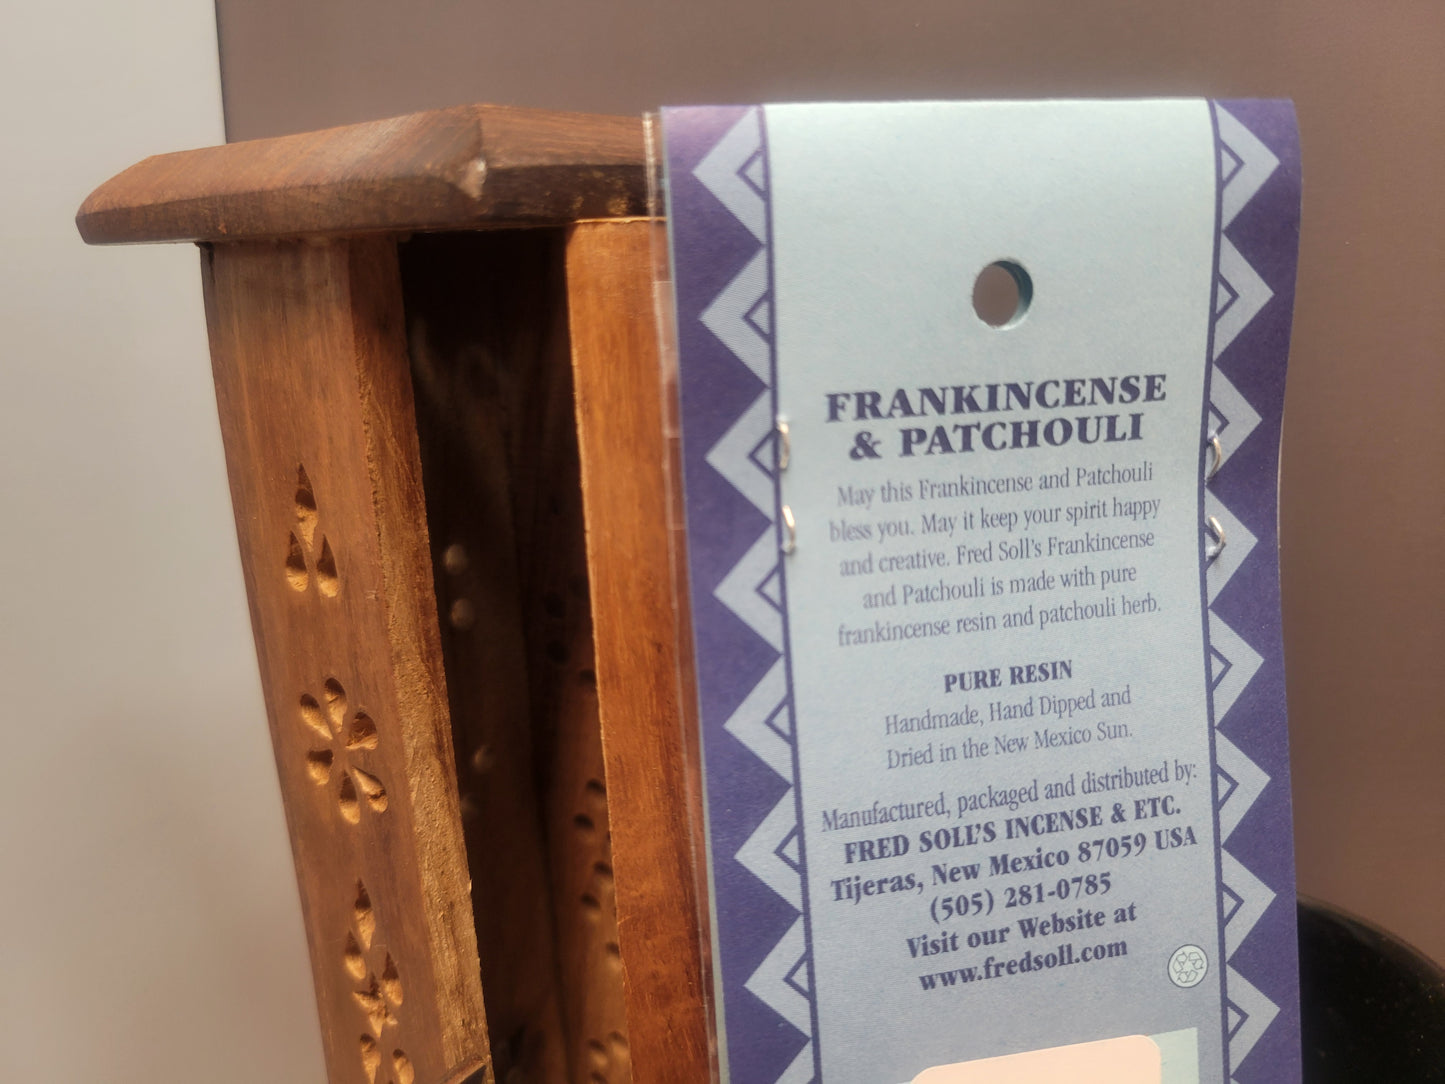 FRANKINCENSE
& PATCHOULI
May this Frankincense and Patchouli
bless you. May it keep your spirit happy
and creative. Fred Soll's Frankincense
and Patchouli is made with pure
frankincense resin and patchouli herb.
PURE RESIN
Handmade, Hand Dipped and
Dried in the New Mexico Sun.
Manufactured, packaged and distributed by:
FRED SOLL'S INCENSE & ETC.
Tijeras, New Mexico 87059 USA
(505) 281-0785
Visit our Website at
www.fredsoll.com